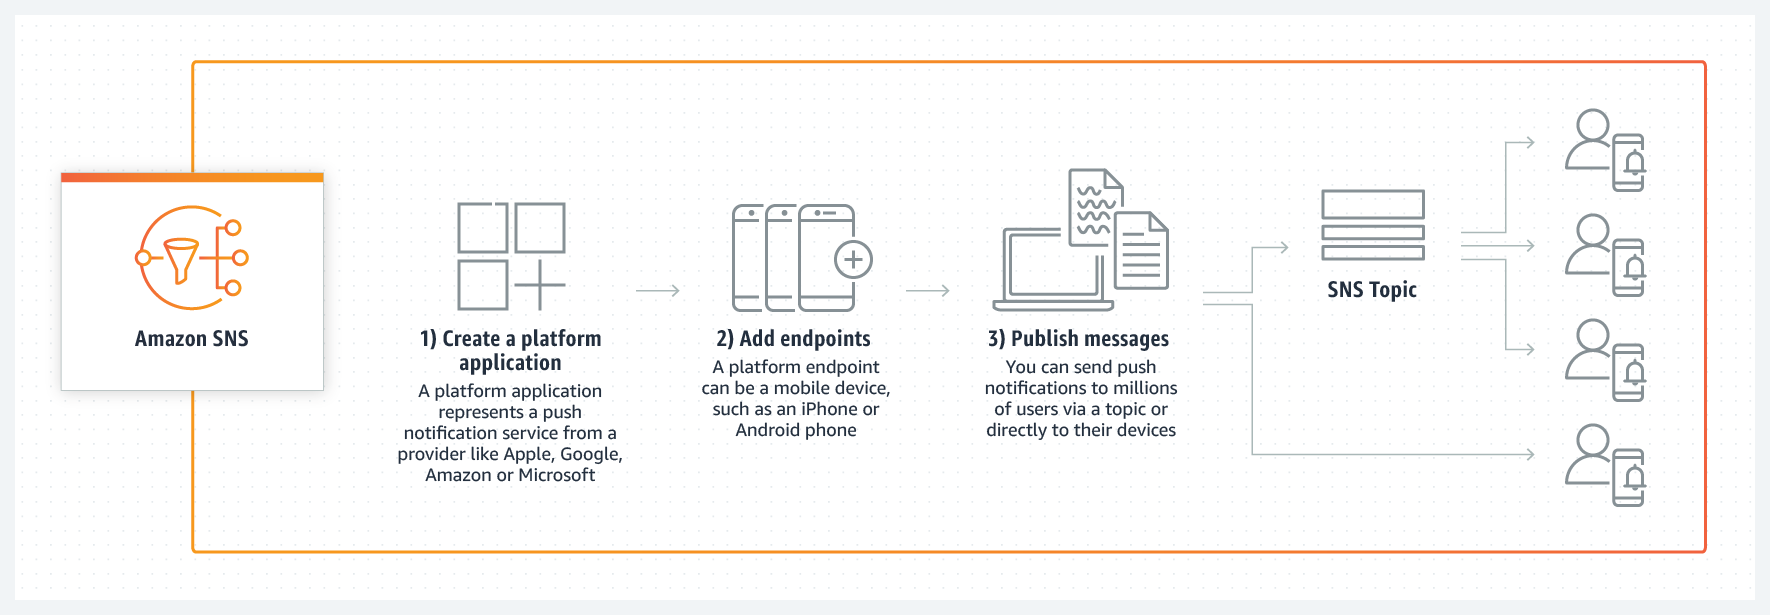 Amazon SNS
1) Create a platform
application
A platform application
represents a push
notification service from a
provider like Apple, Google,
Amazon or Microsoft
2) Add endpoints
A platform endpoint
can be a mobile device,
such as an iPhone or
Android phone
3) Publish messages
You can send push
notifications to millions
of users via a topic or
directly to their devices
SNS Topic